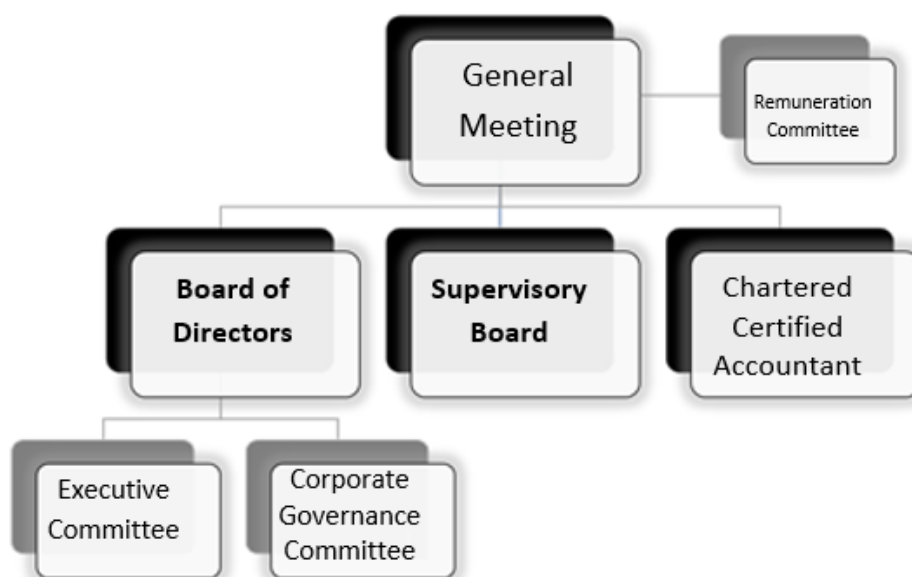 General
Meeting
Remuneration
Committee
Board of
Directors
Supervisory
Board
Chartered
Certified
Accountant
Executive
Committee
Corporate
Governance
Committee